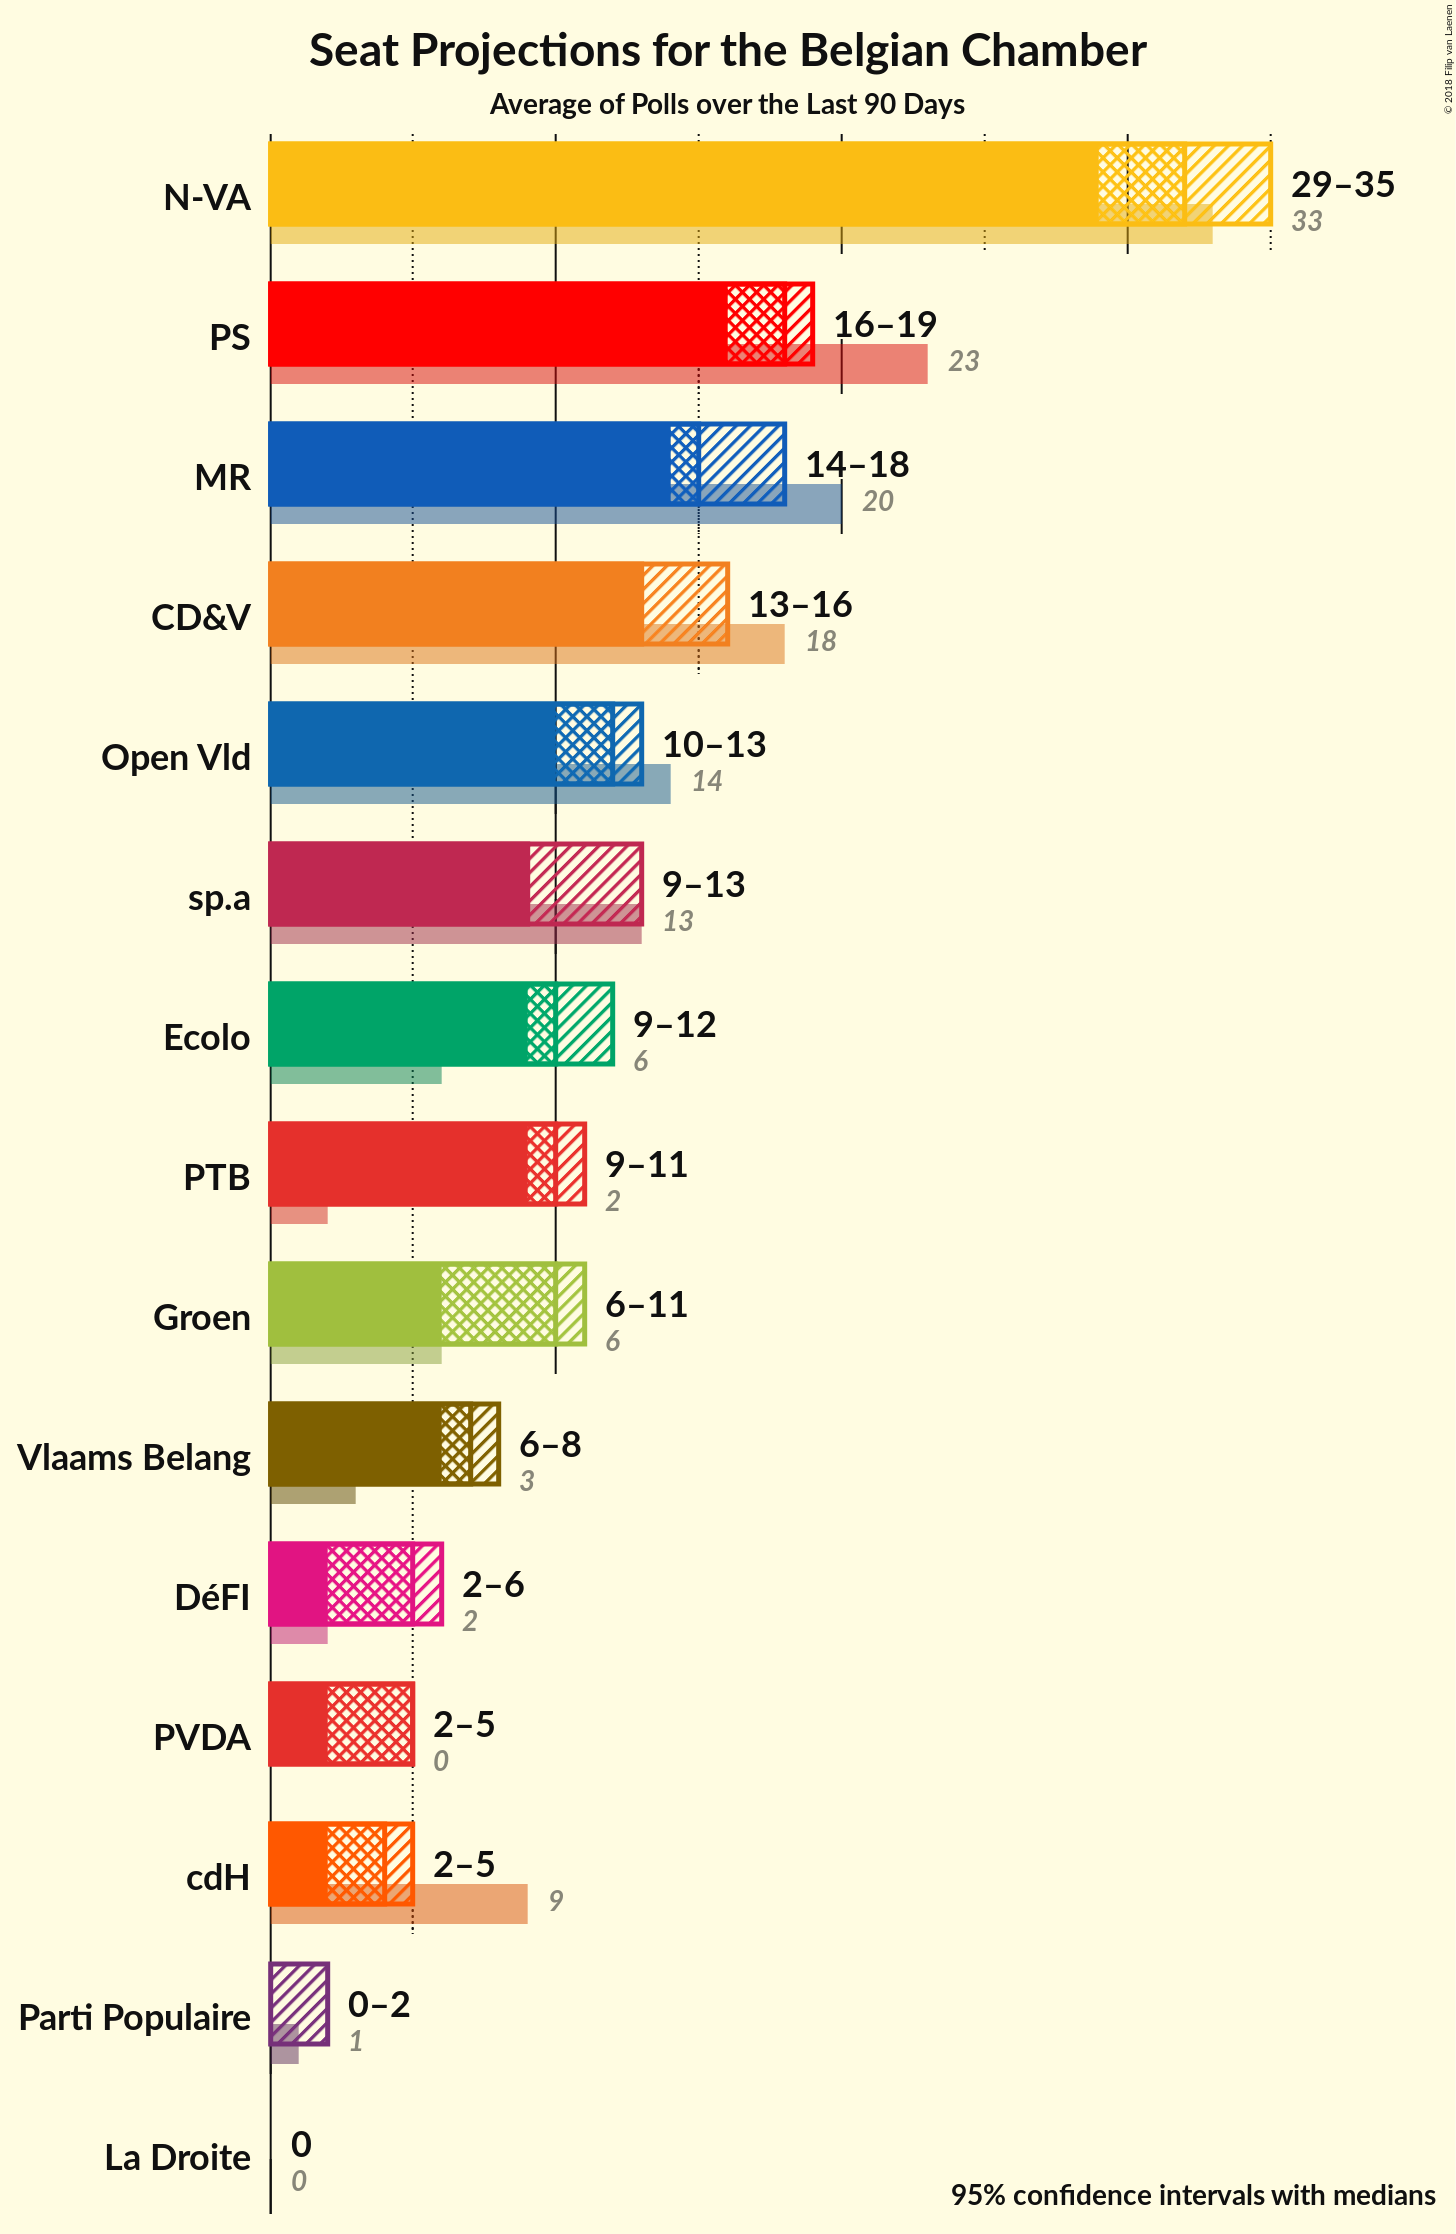 Seat Projections for the Belgian Chamber
Average of Polls over the Last 90 Days
© 2018 Filip van Laenen
N-VA
29–35
33
PS
16–19
23
MR
14–18
20
CD&V
13–16
18
Open Vld
10–13
14
sp.a
9–13
13
Ecolo
9–12
6
PTB
9–11
2
Groen
6–11
6
Vlaams Belang
6–8
3
DéFI
2–6
2
PVDA
2–5
0
cdH
2–5
9
Parti Populaire
0–2
1
La Droite
0
0
95% confidence intervals with medians